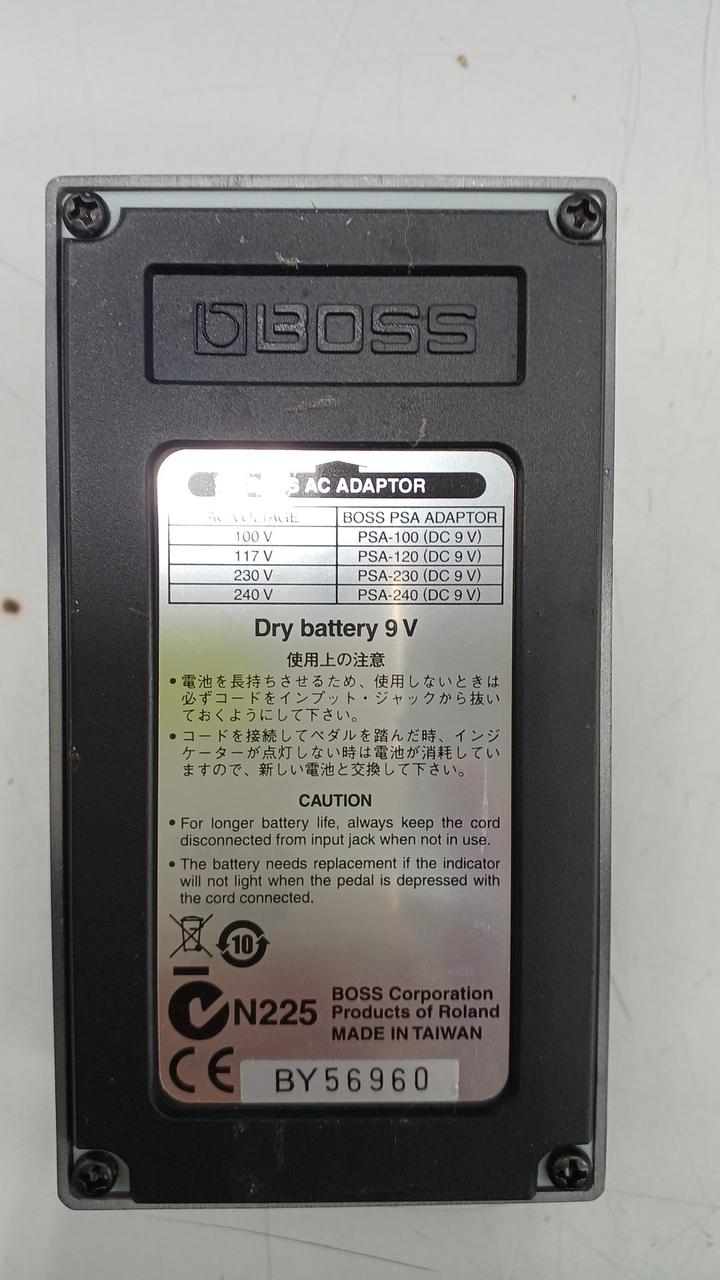 BOSS
S AC ADAPTOR
AC VOLTAGE BOSS PSA ADAPTOR
100 V PSA-100 (DC 9 V)
117 V PSA-120 (DC 9 V)
230 V PSA-230 (DC 9 V)
240 V PSA-240 (DC 9 V)
Dry battery 9 V
使用上の注意
• 電池を長持ちさせるため、使用しないときは
必ずコードをインプット・ジャックから抜い
ておくようにして下さい。
• コードを接続してペダルを踏んだ時、インジ
ケーターが点灯しない時は電池が消耗してい
ますので、新しい電池と交換して下さい。
CAUTION
• For longer battery life, always keep the cord
disconnected from input jack when not in use.
• The battery needs replacement if the indicator
will not light when the pedal is depressed with
the cord connected.
10
N225
BOSS Corporation
Products of Roland
MADE IN TAIWAN
CE
BY56960